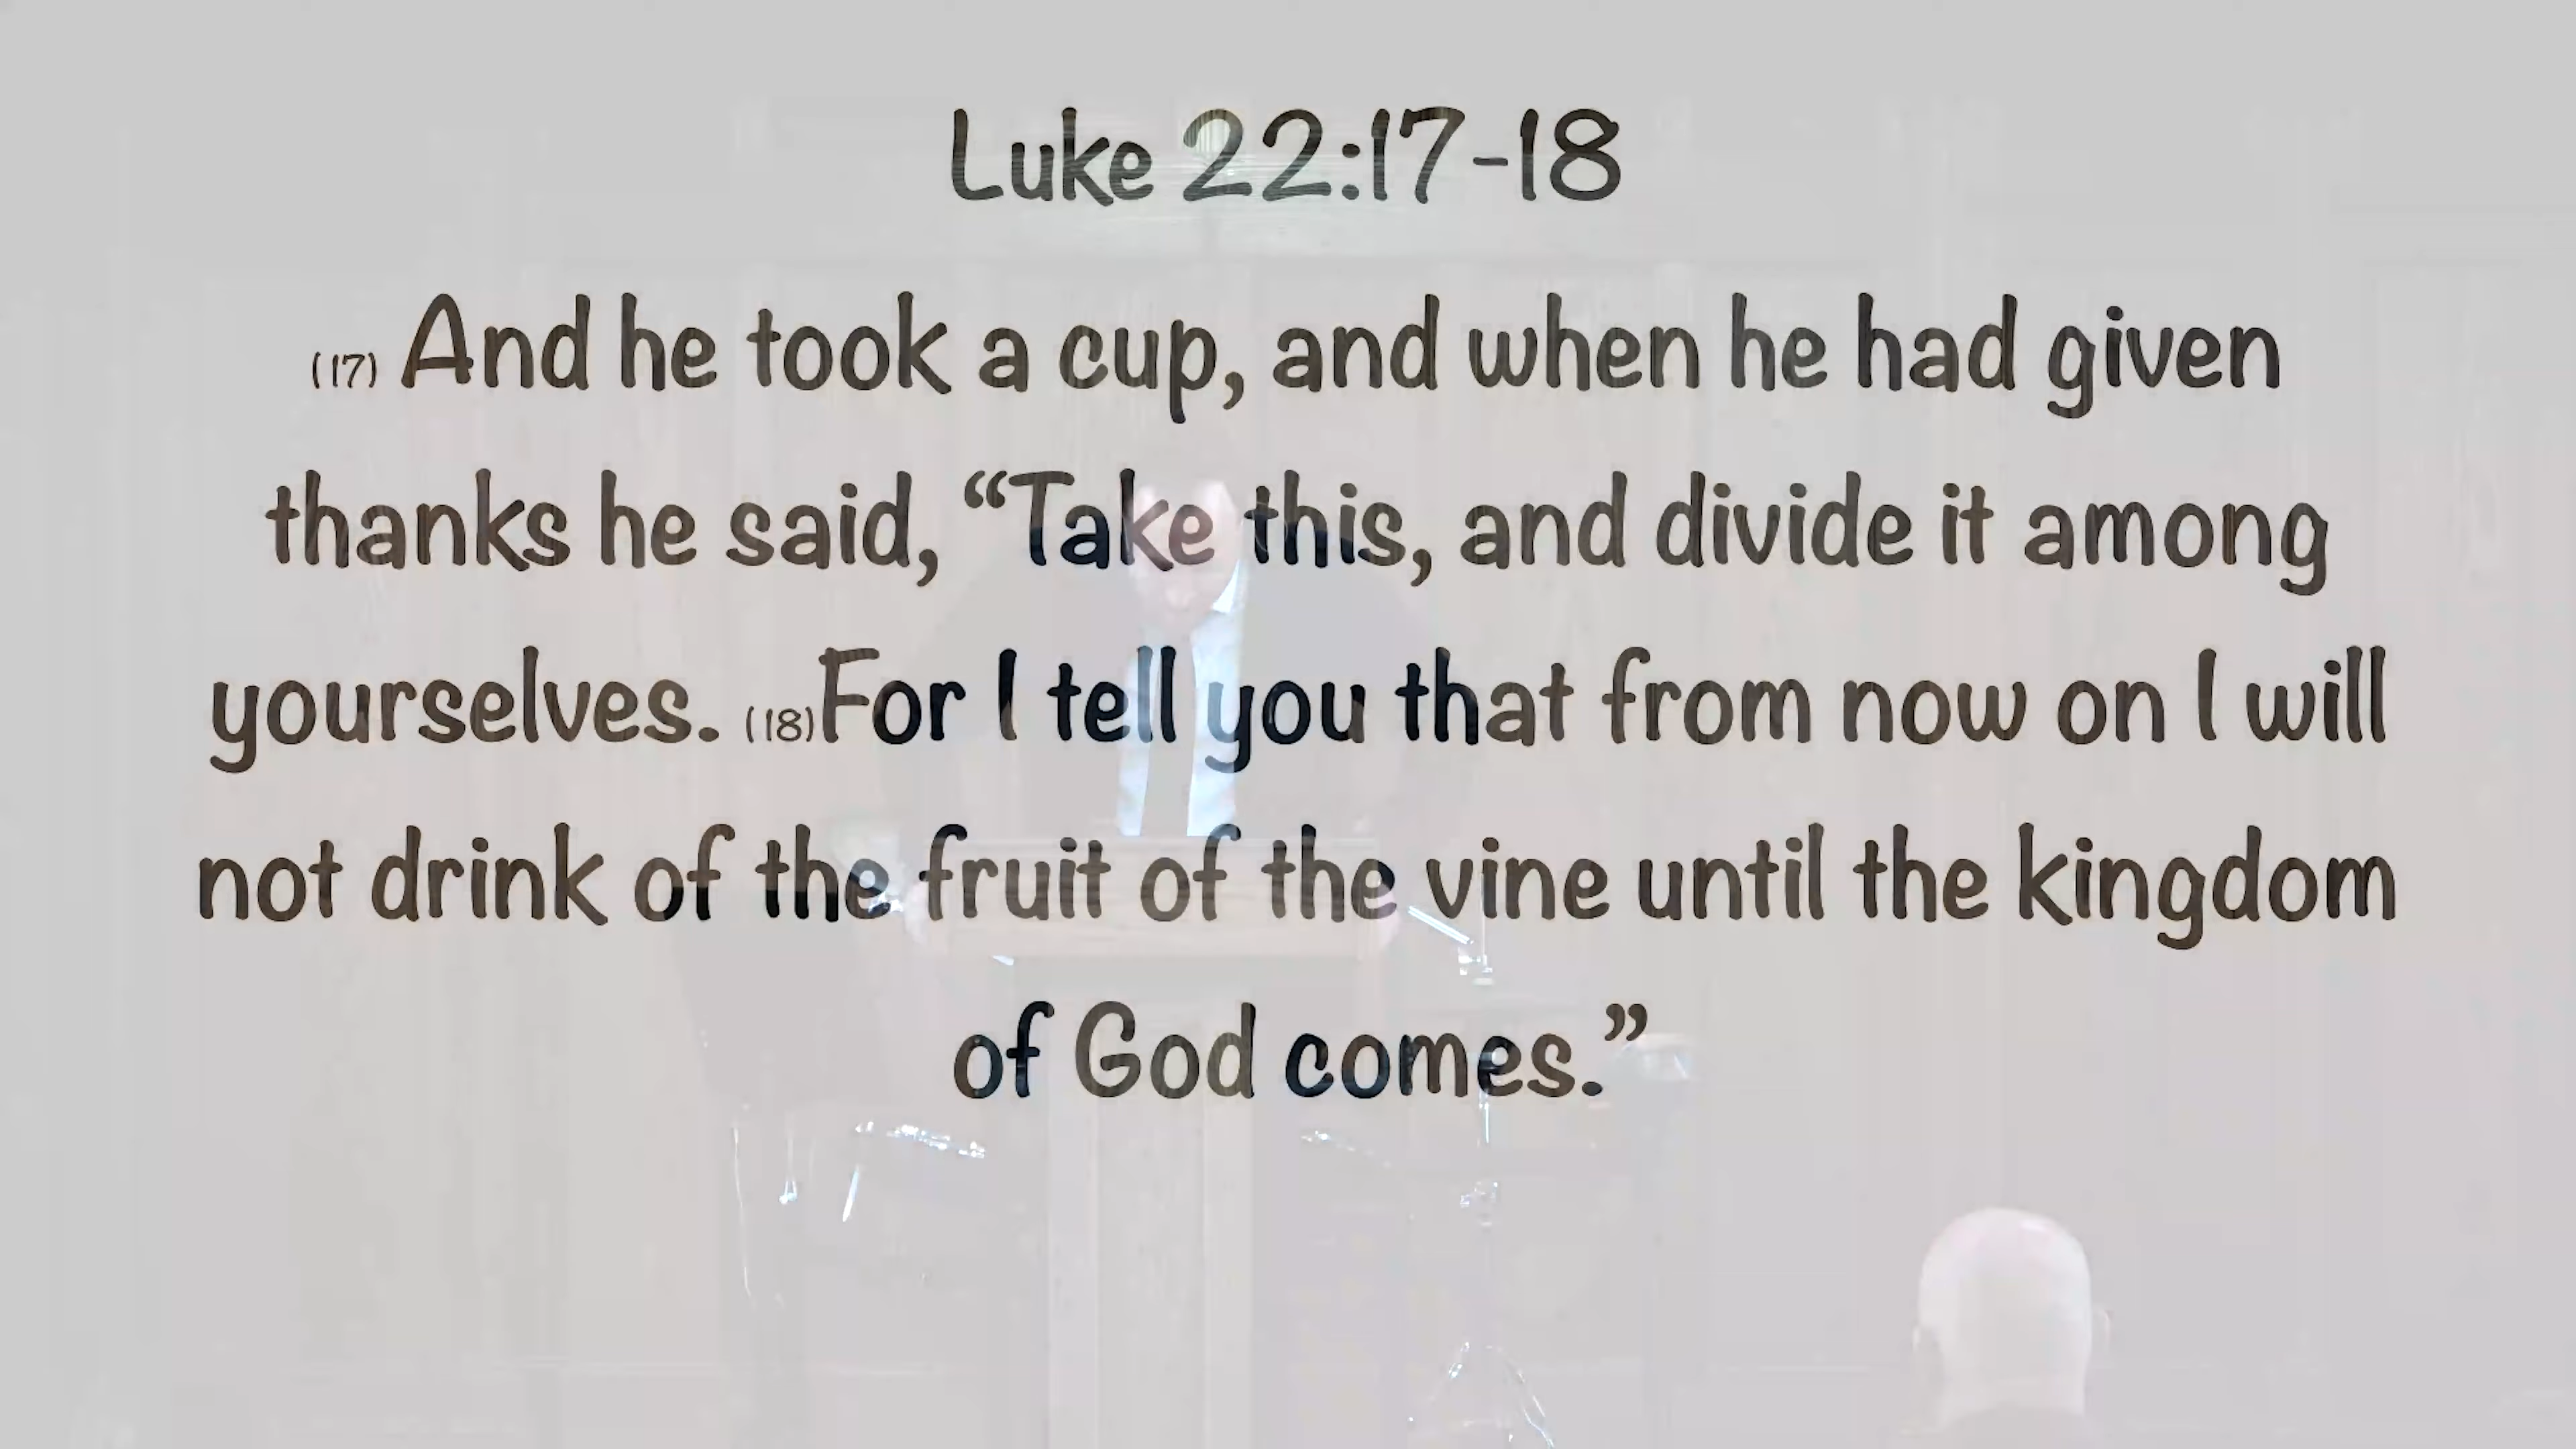 Luke 22:17-18
(17) And he took a cup, and when he had given
thanks he said, “Take this, and divide it among
yourselves. (18)For I tell you that from now on I will
not drink of the fruit of the vine until the kingdom
of God comes.”